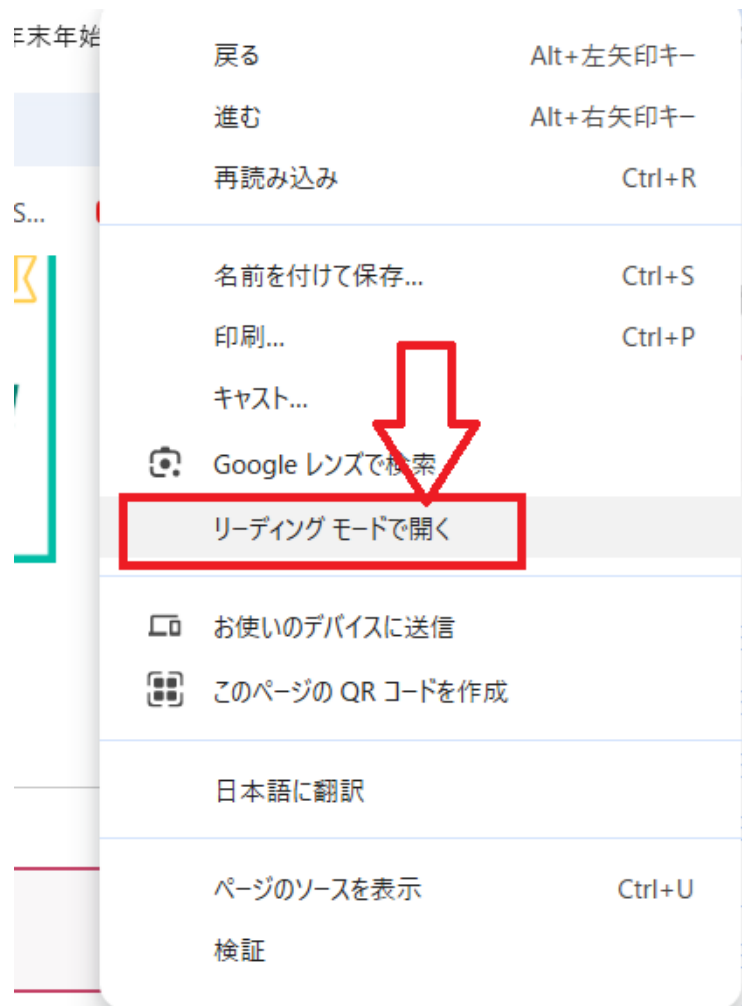 年末年始
戻る Alt+左矢印キー
進む Alt+右矢印キー
再読み込み Ctrl+R
S...
名前を付けて保存... Ctrl+S
印刷... Ctrl+P
キャスト...
Google レンズで検索
リーディング モードで開く
お使いのデバイスに送信
このページの QR コードを作成
日本語に翻訳
ページのソースを表示 Ctrl+U
検証